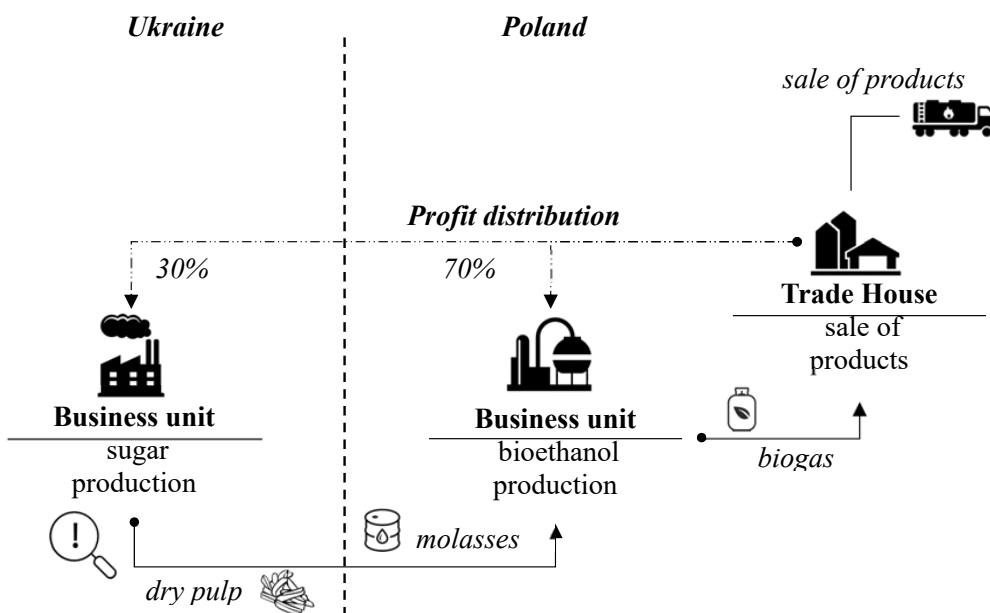 Ukraine
Poland
sale of products
Profit distribution
30%
70%
Trade House
sale of
products
Business unit
sugar
production
Business unit
bioethanol
production
biogas
!
molasses
dry pulp